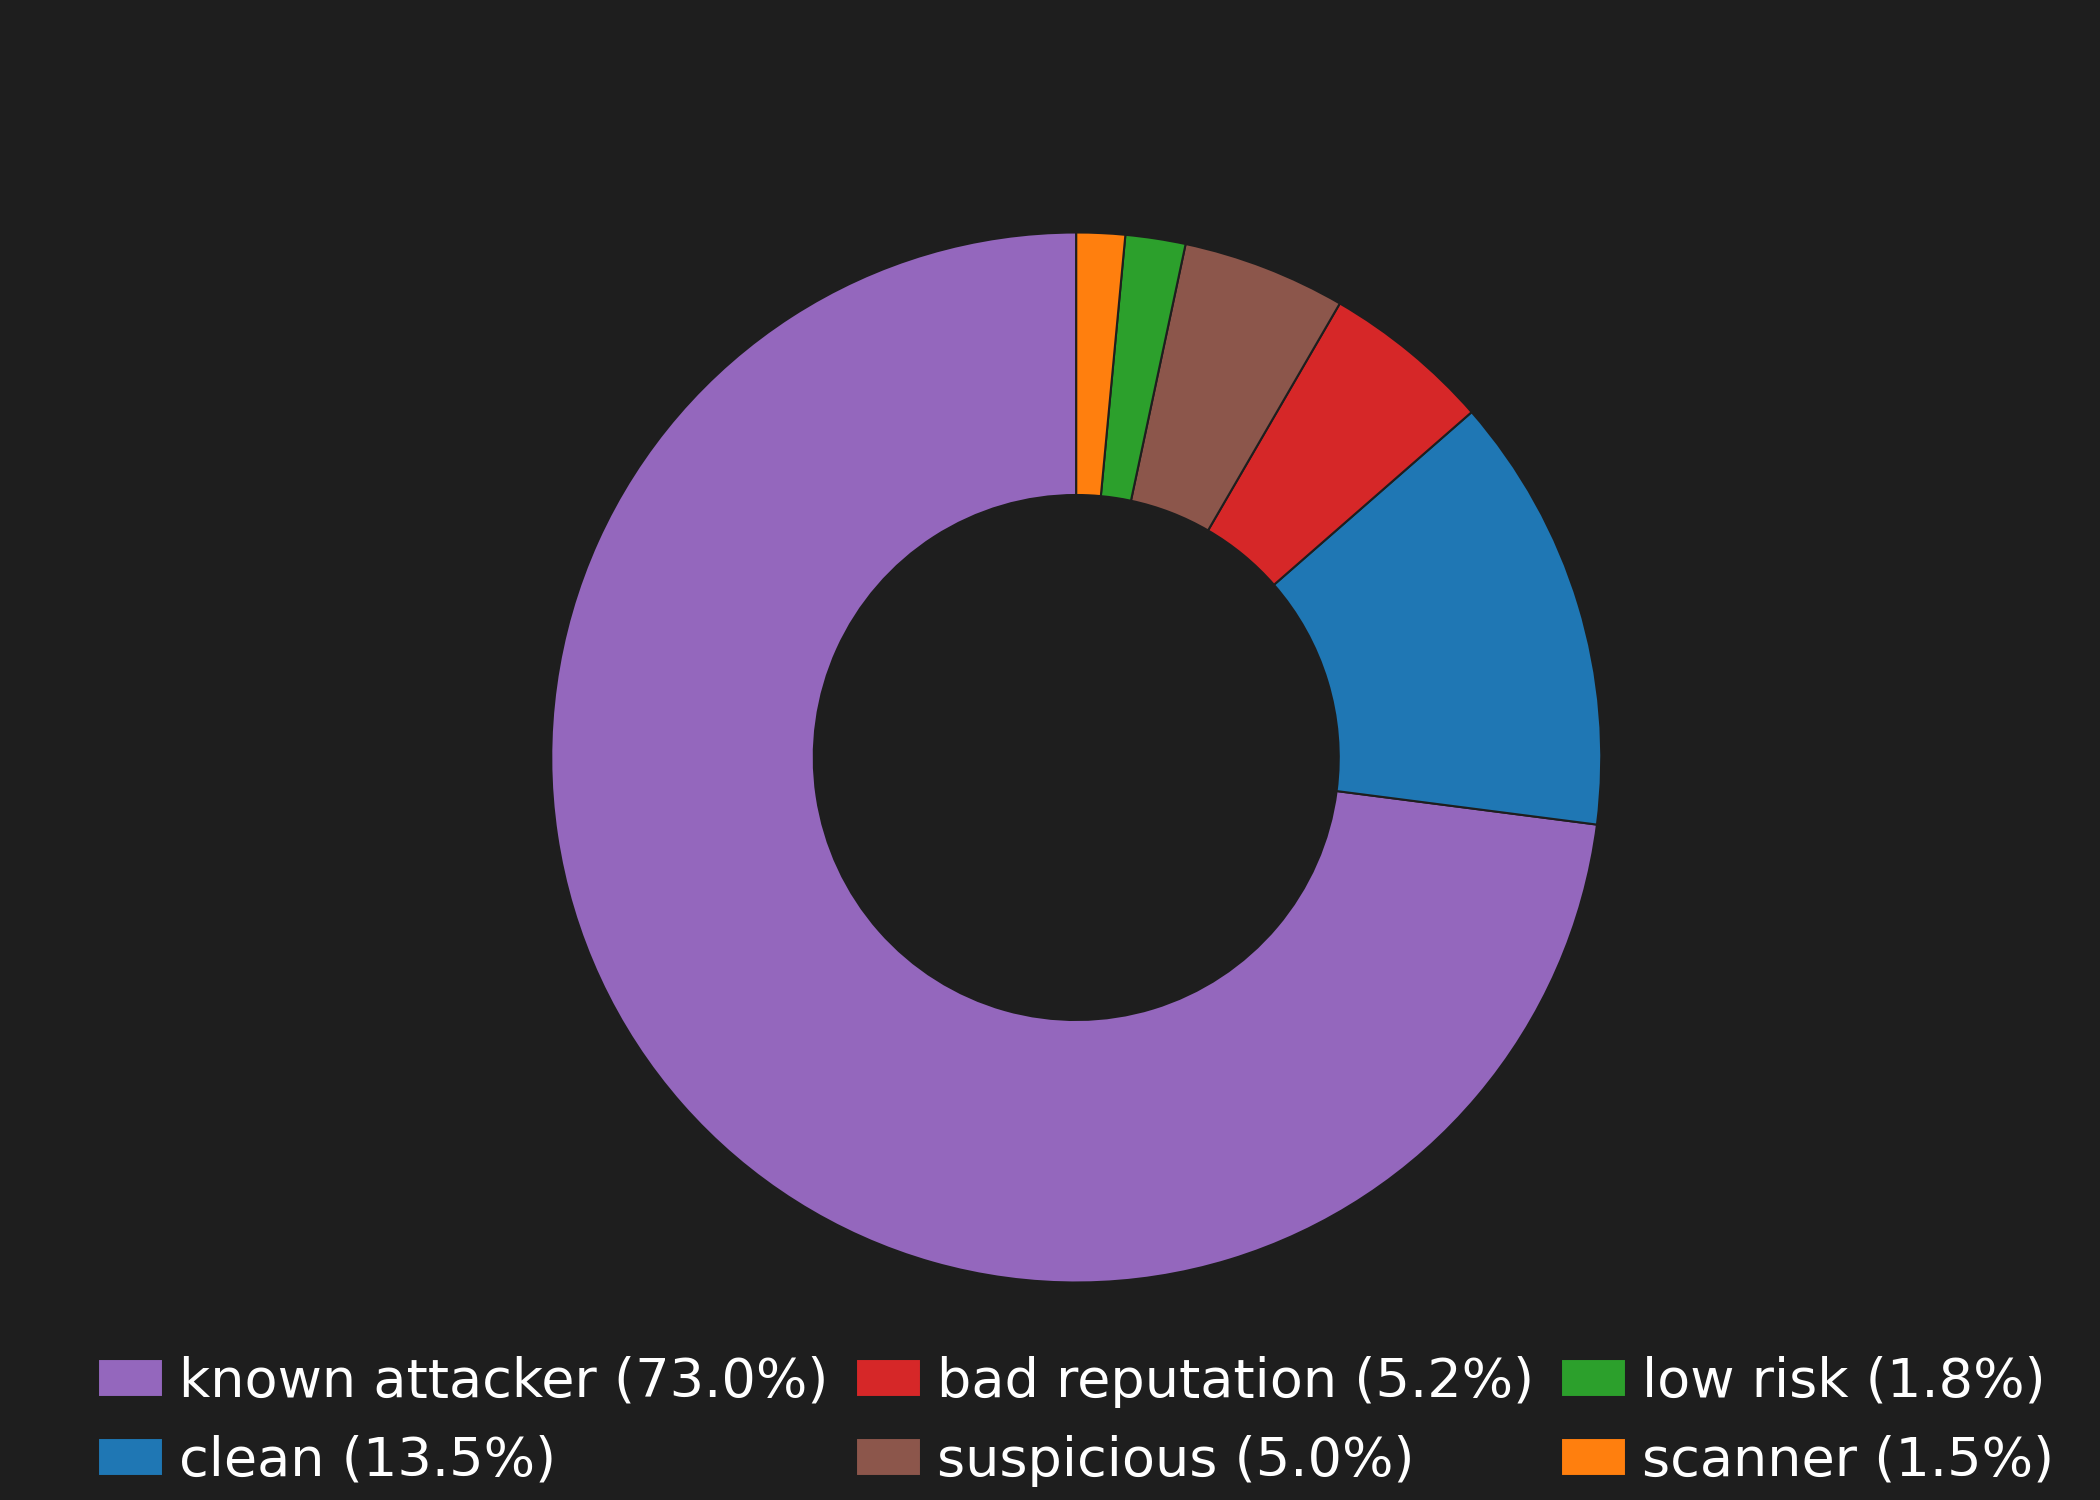 known attacker (73.0%)
clean (13.5%)
bad reputation (5.2%)
suspicious (5.0%)
low risk (1.8%)
scanner (1.5%)